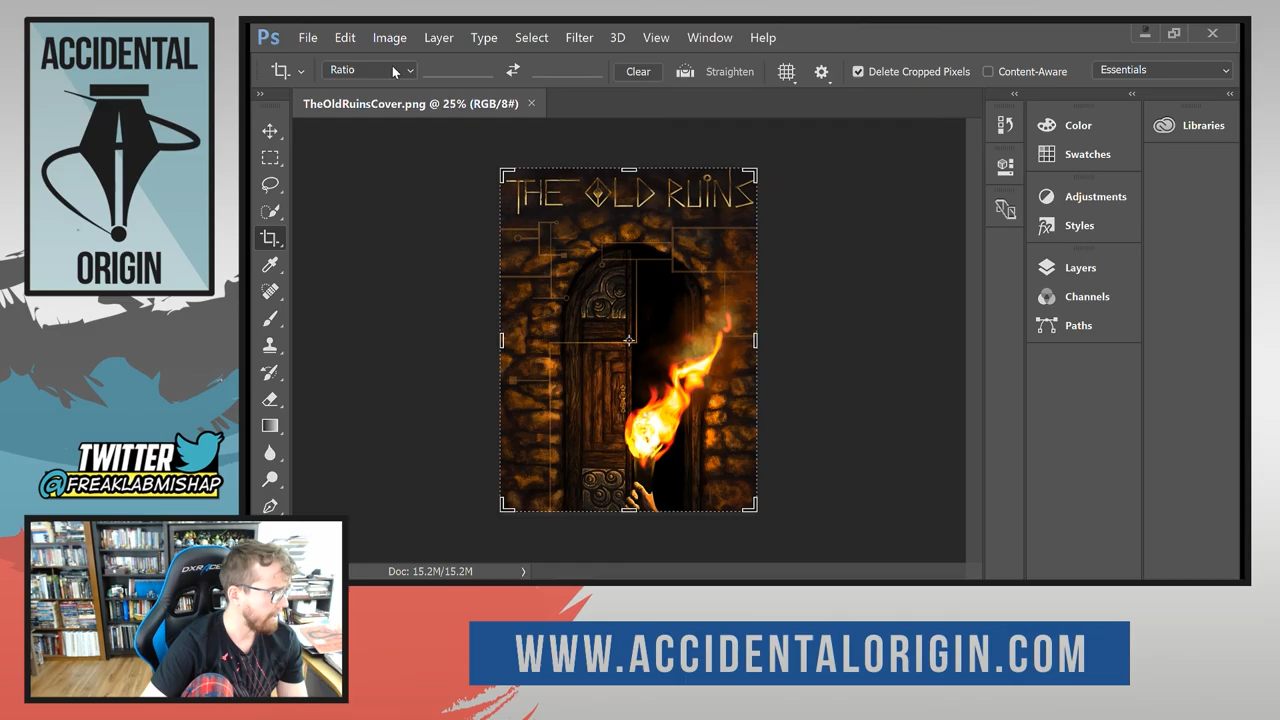 ACCIDENTAL
ORIGIN
TWITTER
@FREAKLABMISHAP
DXRACER
Ps File Edit Image Layer Type Select Filter 3D View Window Help
Ratio Clear Straighten Delete Cropped Pixels Content-Aware Essentials
TheOldRuinsCover.png @ 25% (RGB/8#)
THE OLD RUINS
Color
Swatches
Adjustments
Styles
Layers
Channels
Paths
Libraries
Doc: 15.2M/15.2M
WWW.ACCIDENTALORIGIN.COM